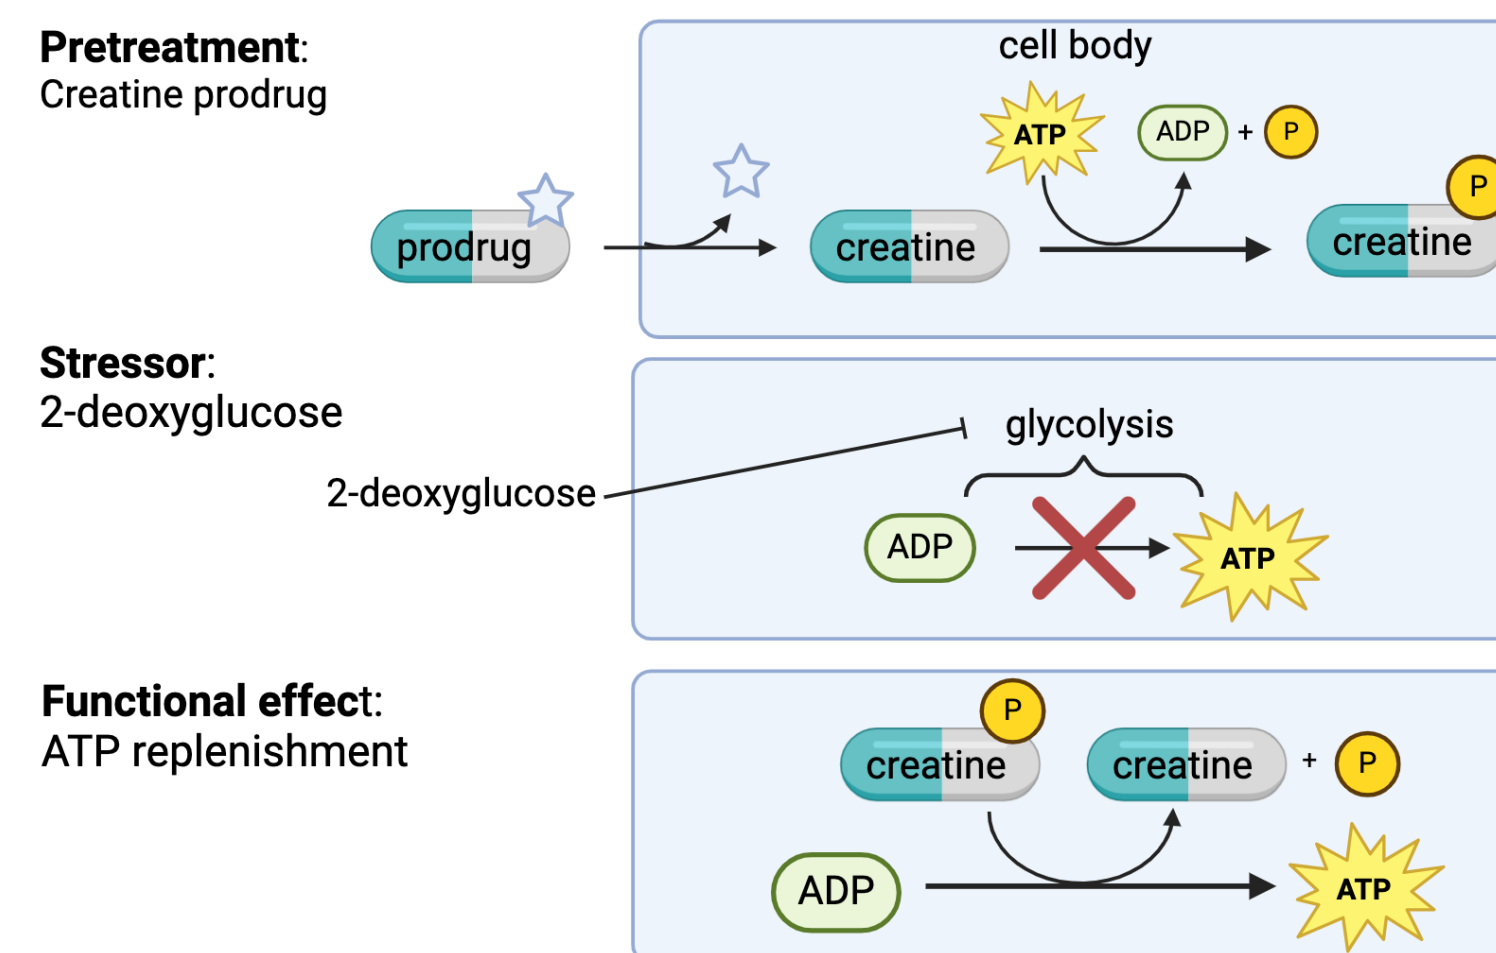 Pretreatment:
Creatine prodrug
cell body
ATP
ADP + P
P
prodrug
creatine
creatine
Stressor:
2-deoxyglucose
glycolysis
2-deoxyglucose
ADP
ATP
Functional effect:
ATP replenishment
P
creatine
creatine + P
ADP
ATP